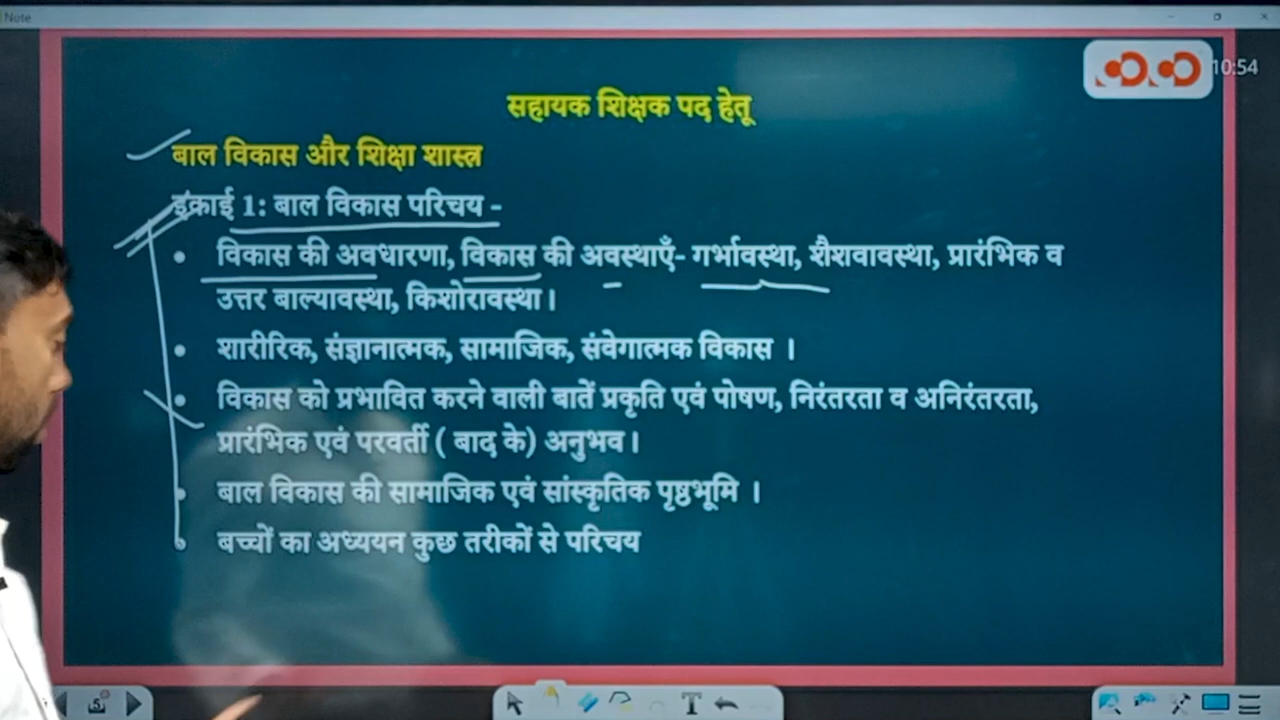 Note
10:54
सहायक शिक्षक पद हेतू
बाल विकास और शिक्षा शास्त्र
इकाई 1: बाल विकास परिचय -
• विकास की अवधारणा, विकास की अवस्थाएँ- गर्भावस्था, शैशवावस्था, प्रारंभिक व
उत्तर बाल्यावस्था, किशोरावस्था।
• शारीरिक, संज्ञानात्मक, सामाजिक, संवेगात्मक विकास ।
• विकास को प्रभावित करने वाली बातें प्रकृति एवं पोषण, निरंतरता व अनिरंतरता,
प्रारंभिक एवं परवर्ती ( बाद के) अनुभव।
• बाल विकास की सामाजिक एवं सांस्कृतिक पृष्ठभूमि ।
• बच्चों का अध्ययन कुछ तरीकों से परिचय
5
T